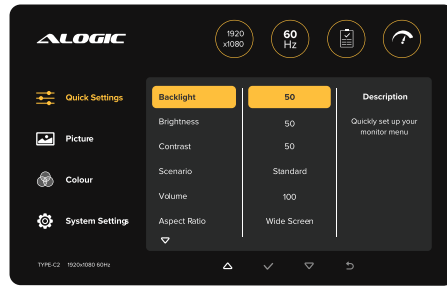 ALOGIC
1920
x1080
60
Hz
Quick Settings
Picture
Colour
System Settings
Backlight 50
Brightness 50
Contrast 50
Scenario Standard
Volume 100
Aspect Ratio Wide Screen
Description
Quickly set up your
monitor menu
TYPE-C2 1920x1080 60Hz